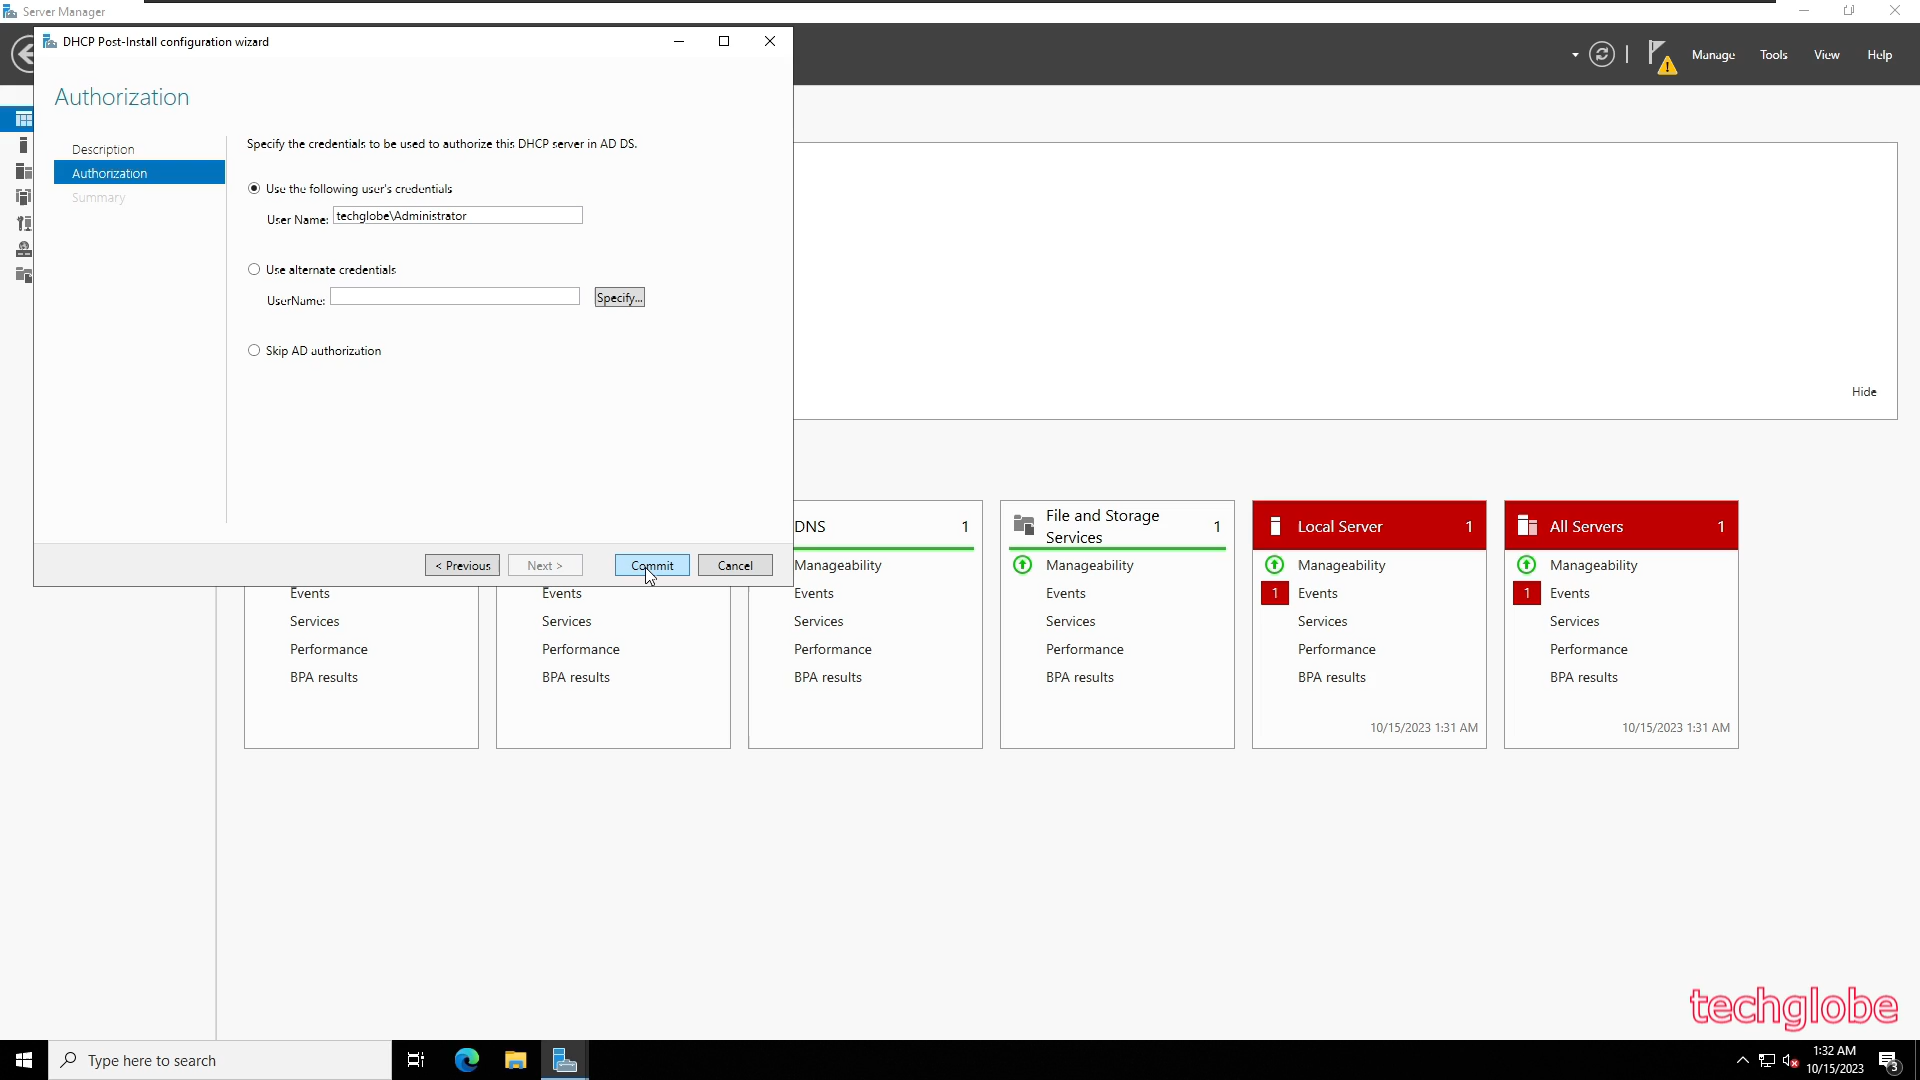 Server Manager
DHCP Post-Install configuration wizard
Manage
Tools
View
Help
Authorization
Description
Authorization
Summary
Specify the credentials to be used to authorize this DHCP server in AD DS.
Use the following user's credentials
User Name: techglobe\Administrator
Use alternate credentials
UserName:
Specify...
Skip AD authorization
< Previous
Next >
Commit
Cancel
Hide
Events
Services
Performance
BPA results
Events
Services
Performance
BPA results
DNS 1
Manageability
Events
Services
Performance
BPA results
File and Storage
Services
1
Manageability
Events
Services
Performance
BPA results
Local Server 1
Manageability
1 Events
Services
Performance
BPA results
10/15/2023 1:31 AM
All Servers 1
Manageability
1 Events
Services
Performance
BPA results
10/15/2023 1:31 AM
techglobe
Type here to search
1:32 AM
10/15/2023
3